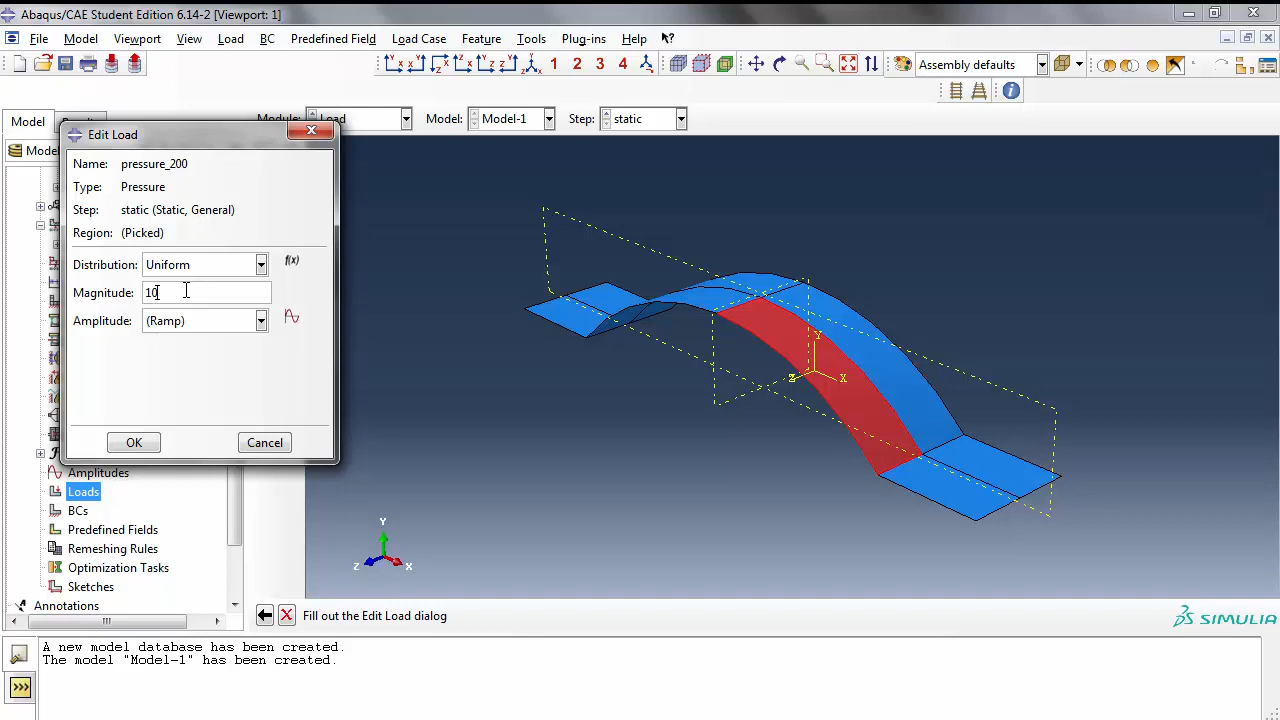 Abaqus/CAE Student Edition 6.14-2 [Viewport: 1]
File Model Viewport View Load BC Predefined Field Load Case Feature Tools Plug-ins Help
1 2 3 4 Assembly defaults
Model
Module: Load Model: Model-1 Step: static
Edit Load
Name: pressure_200
Type: Pressure
Step: static (Static, General)
Region: (Picked)
Distribution: Uniform f(x)
Magnitude: 10
Amplitude: (Ramp)
OK Cancel
Amplitudes
Loads
BCs
Predefined Fields
Remeshing Rules
Optimization Tasks
Sketches
Annotations
Y
Z X
Y
Z X
Fill out the Edit Load dialog
SIMULIA
A new model database has been created.
The model "Model-1" has been created.
>>>